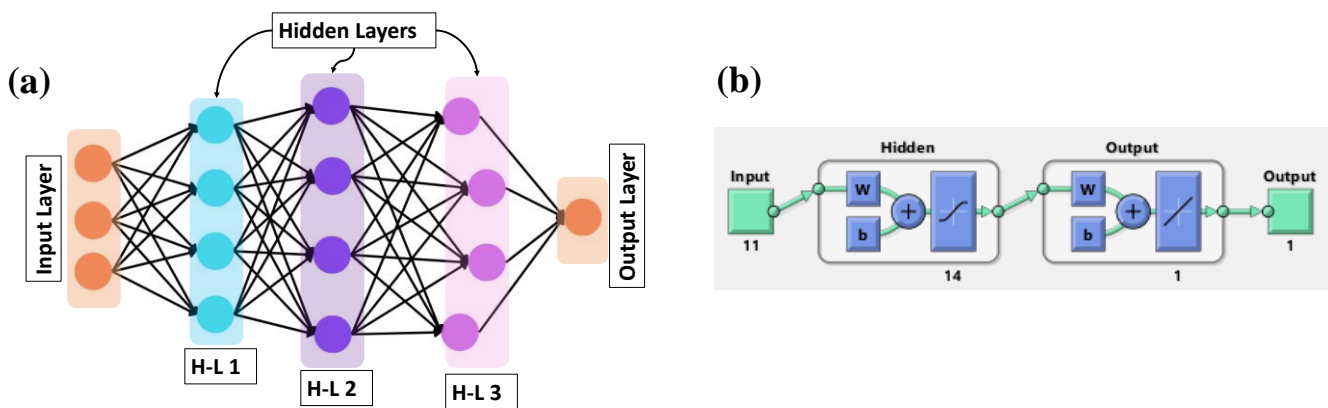 (a)
Hidden Layers
Input Layer
Output Layer
H-L 1
H-L 2
H-L 3
(b)
Hidden
Output
Input
Output
W
W
b
b
11
14
1
1